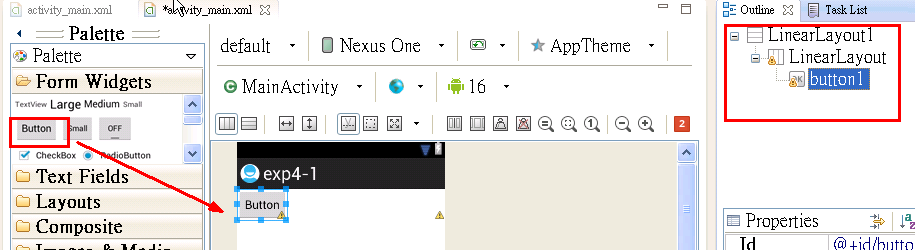 activity_main.xml
*activity_main.xml
Palette
Palette
Form Widgets
TextView Large Medium Small
Button Small OFF
CheckBox RadioButton
Text Fields
Layouts
Composite
Images & Media
default Nexus One AppTheme
MainActivity 16
2
exp4-1
Button
Outline Task List
LinearLayout1
LinearLayout
button1
Properties
Id @+id/butto